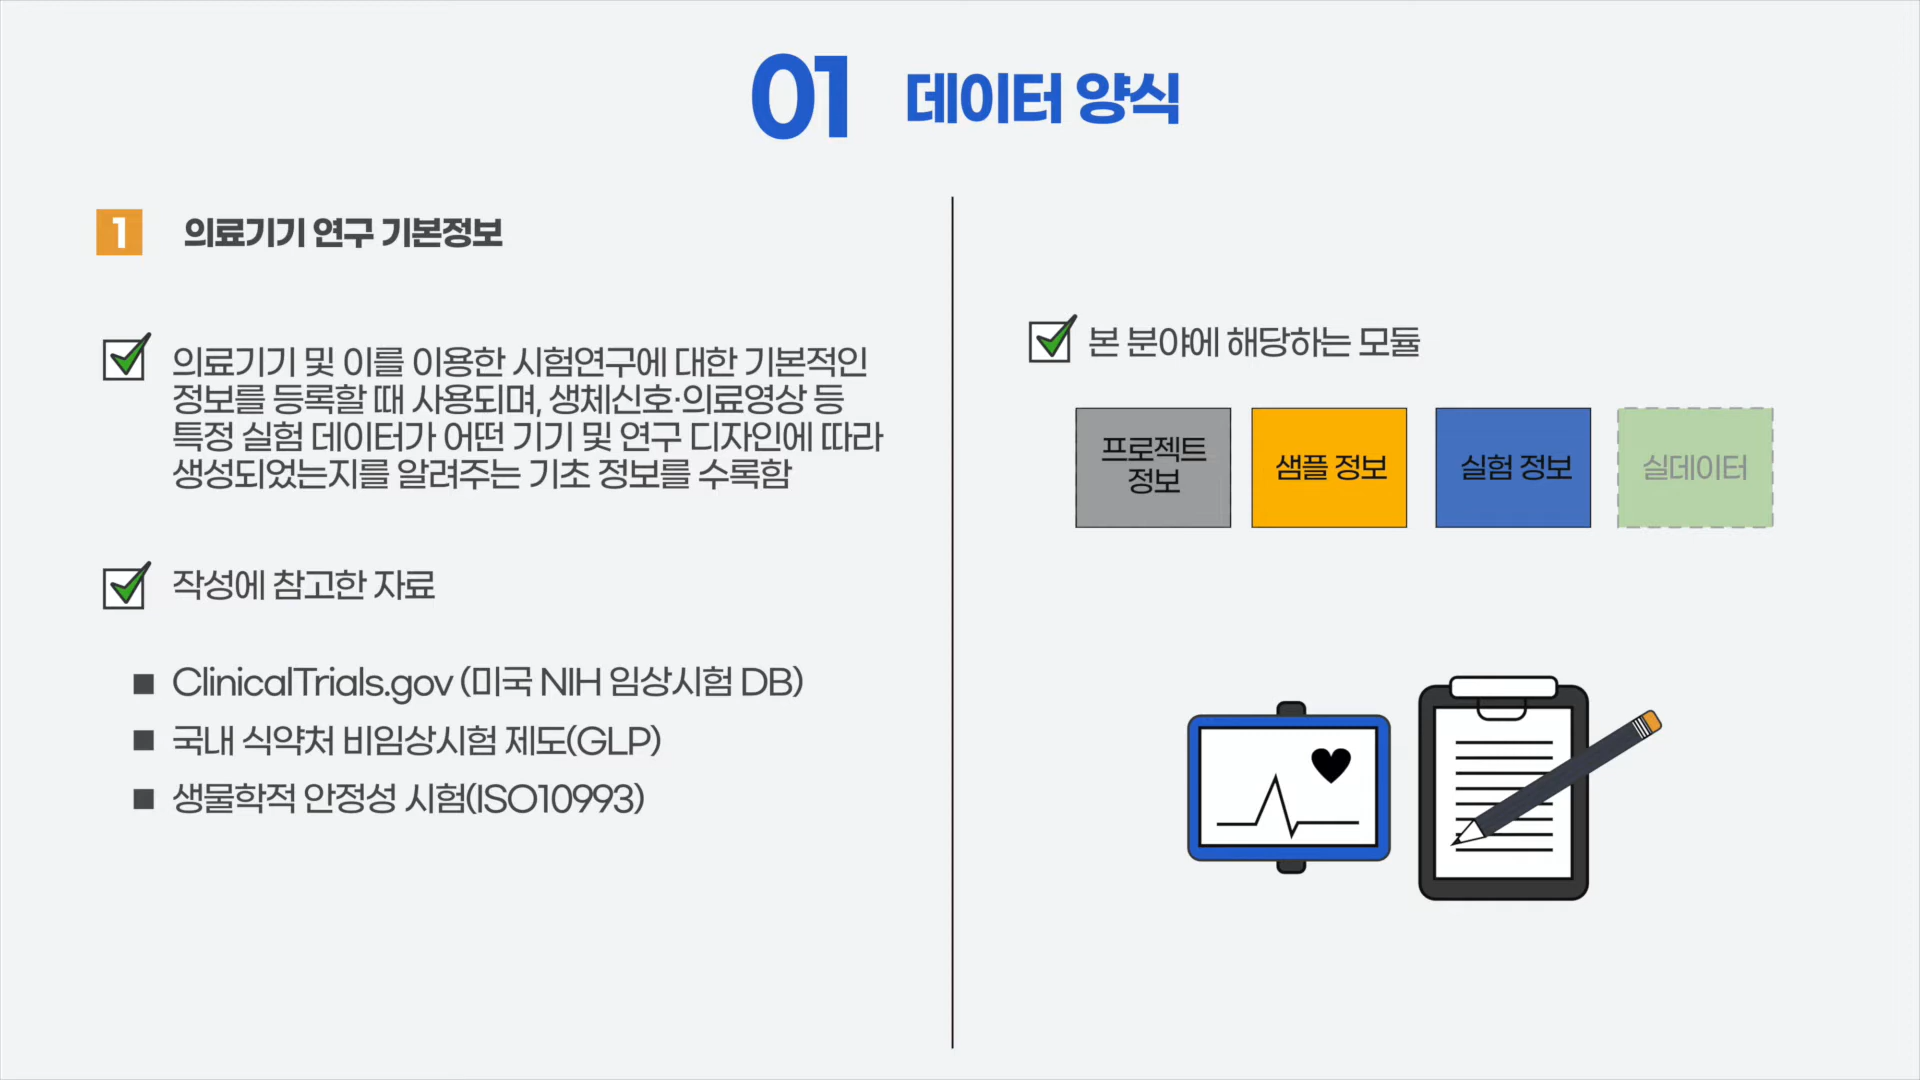 01 데이터 양식
1 의료기기 연구 기본정보
의료기기 및 이를 이용한 시험연구에 대한 기본적인
정보를 등록할 때 사용되며, 생체신호·의료영상 등
특정 실험 데이터가 어떤 기기 및 연구 디자인에 따라
생성되었는지를 알려주는 기초 정보를 수록함
작성에 참고한 자료
ClinicalTrials.gov (미국 NIH 임상시험 DB)
국내 식약처 비임상시험 제도(GLP)
생물학적 안정성 시험(ISO10993)
본 분야에 해당하는 모듈
프로젝트
정보
샘플 정보
실험 정보
실데이터